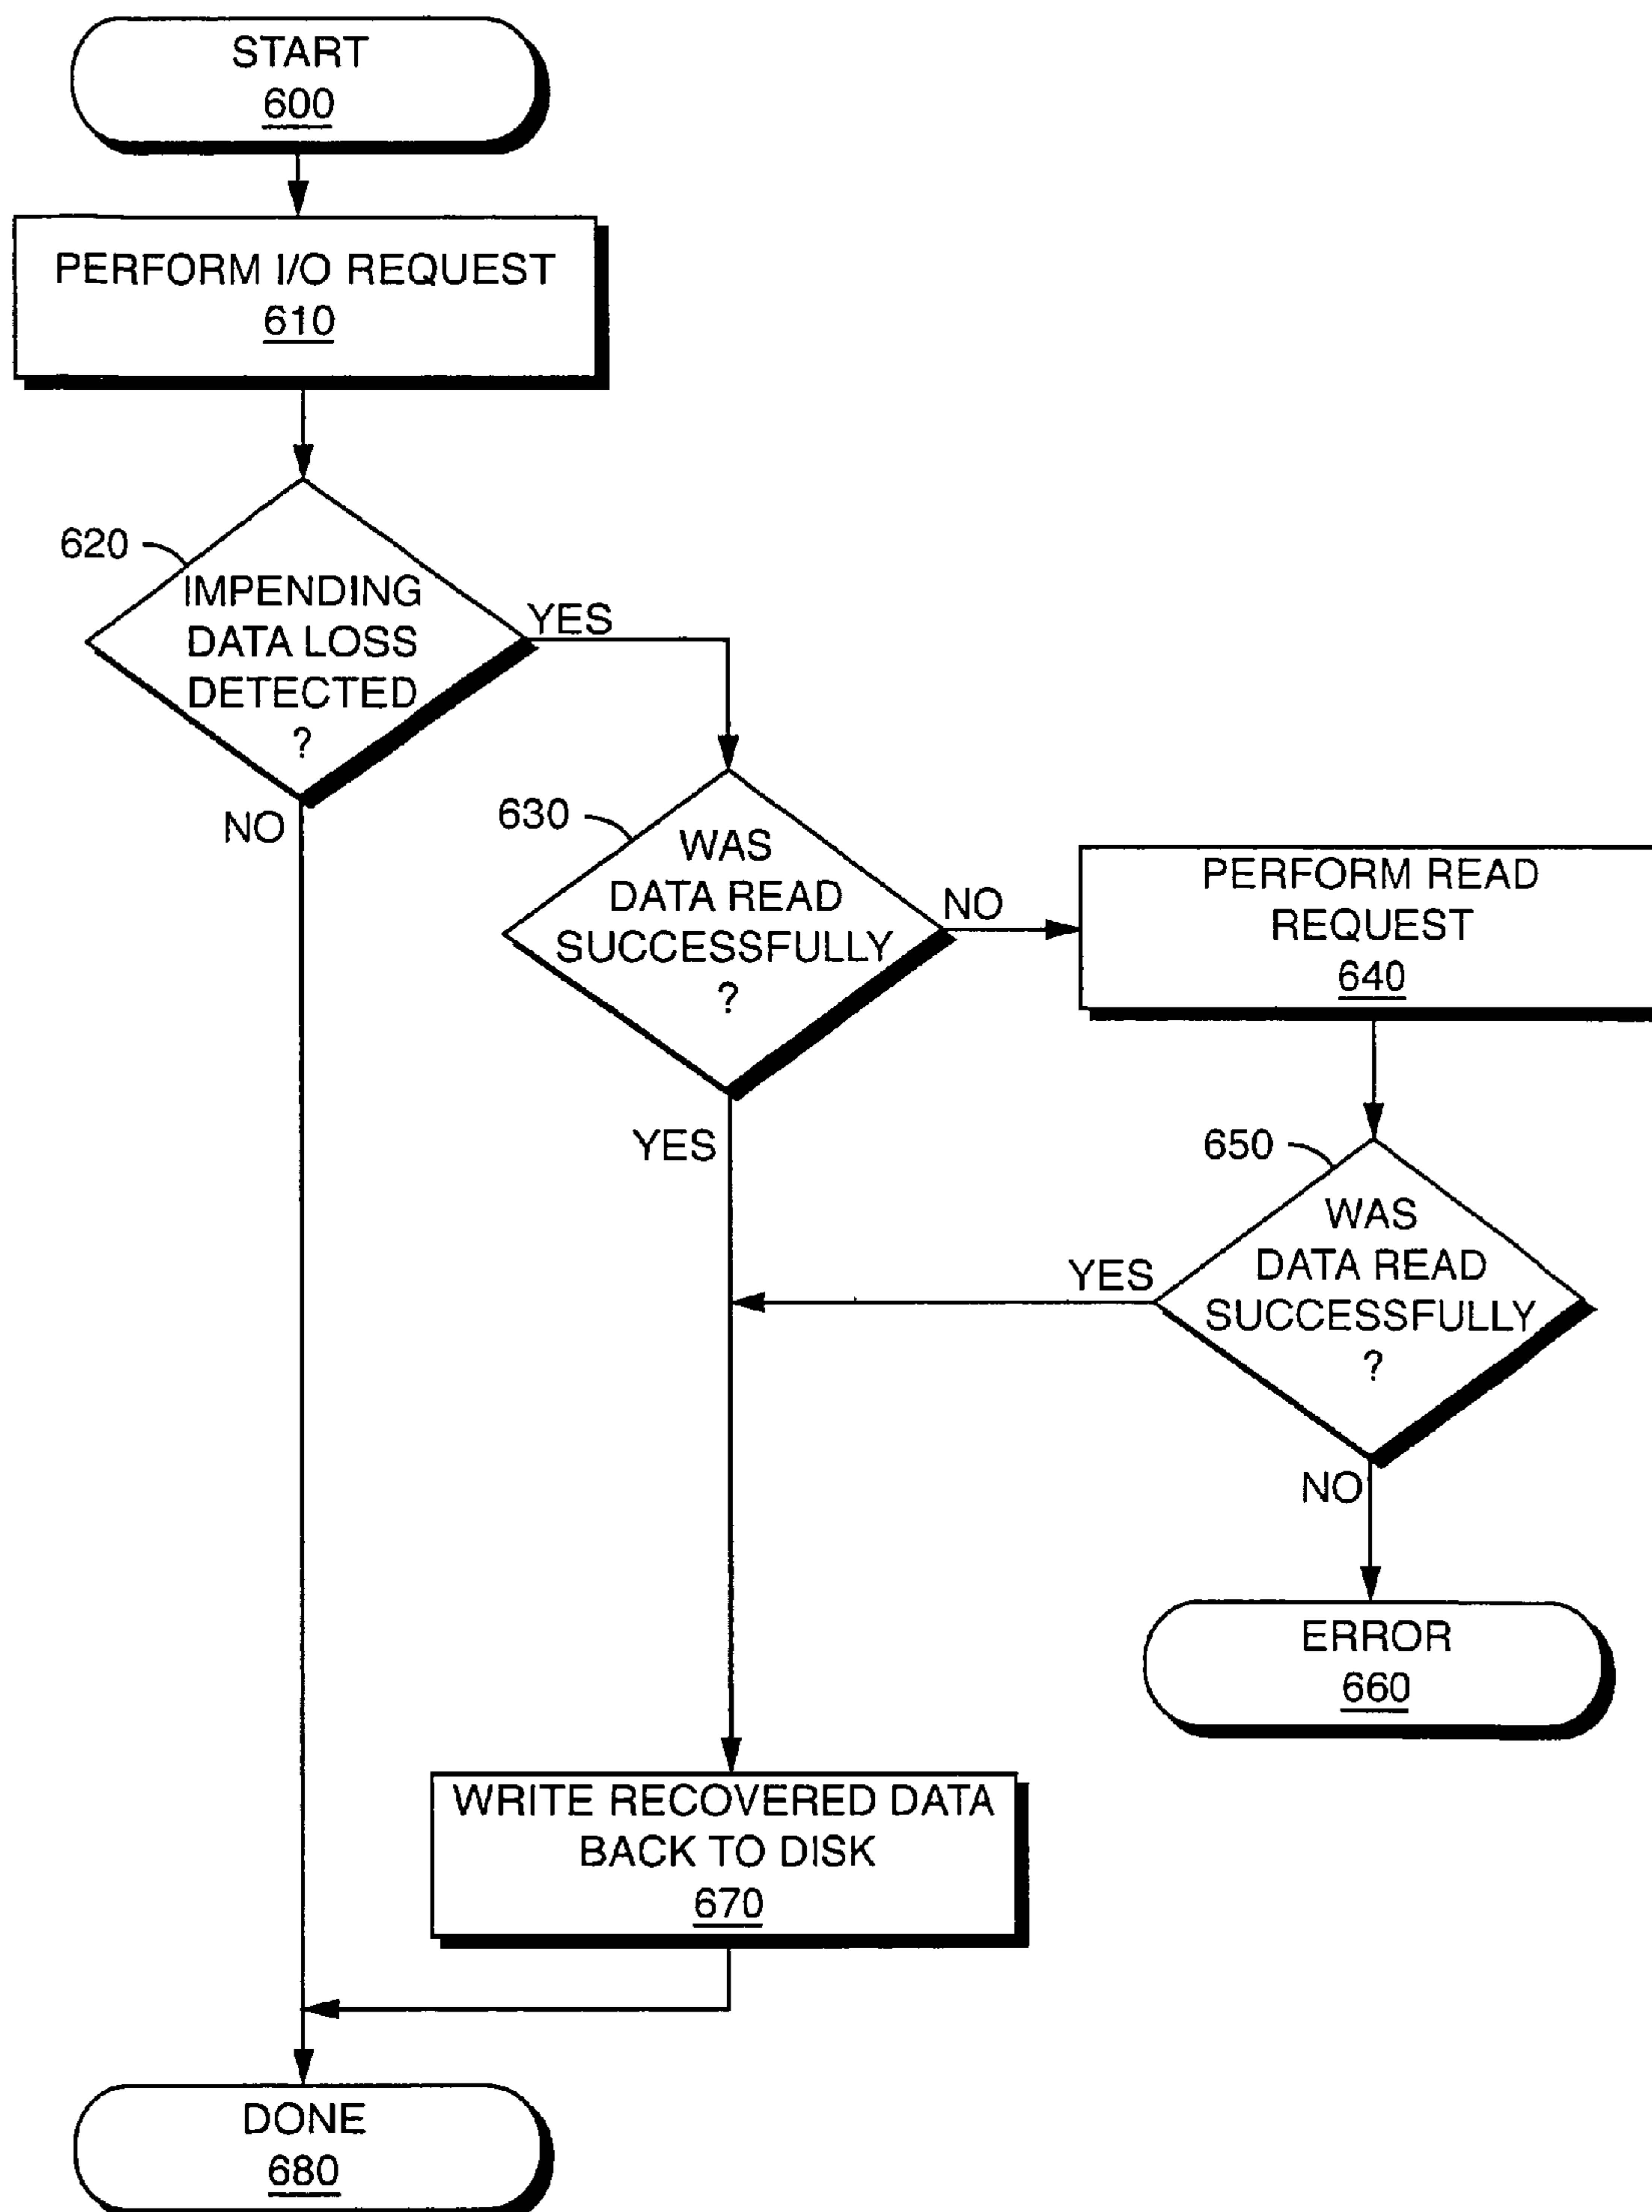 START
600
PERFORM I/O REQUEST
610
620
IMPENDING
DATA LOSS
DETECTED
?
YES
NO
630
WAS
DATA READ
SUCCESSFULLY
?
NO
YES
PERFORM READ
REQUEST
640
650
WAS
DATA READ
SUCCESSFULLY
?
YES
NO
ERROR
660
WRITE RECOVERED DATA
BACK TO DISK
670
DONE
680